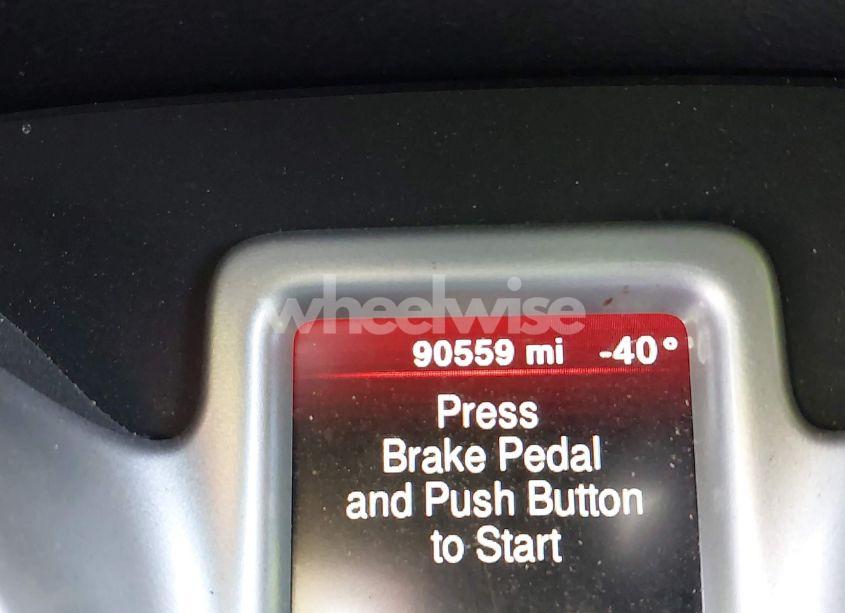 wheelwise
90559 mi -40°
Press
Brake Pedal
and Push Button
to Start